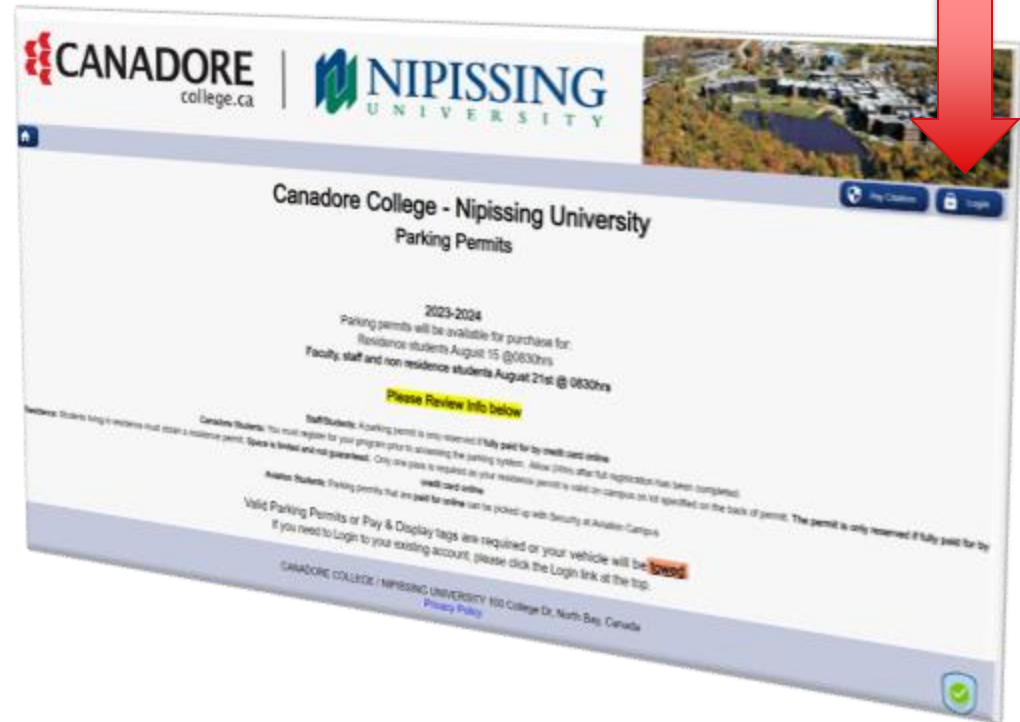 CANADORE
college.ca
NIPISSING
UNIVERSITY
Pay Citation
Login
Canadore College - Nipissing University
Parking Permits
2023-2024
Parking permits will be available for purchase for:
Residence students August 15 @0830hrs
Faculty, staff and non residence students August 21st @ 0830hrs
Please Review Info below
Staff/Students: A parking permit is only reserved if fully paid for by credit card online
Canadore Students: You must register for your program prior to accessing the parking system. Allow 24hrs after full registration has been completed.
Residence: Students living in residence must obtain a residence permit. Space is limited and not guaranteed. Only one pass is required as your residence permit is valid on campus on lot specified on the back of permit. The permit is only reserved if fully paid for by
credit card online
Aviation Students: Parking permits that are paid for online can be picked up with Security at Aviation Campus
Valid Parking Permits or Pay & Display tags are required or your vehicle will be towed.
If you need to Login to your existing account, please click the Login link at the top.
CANADORE COLLEGE / NIPISSING UNIVERSITY 100 College Dr, North Bay, Canada
Privacy Policy